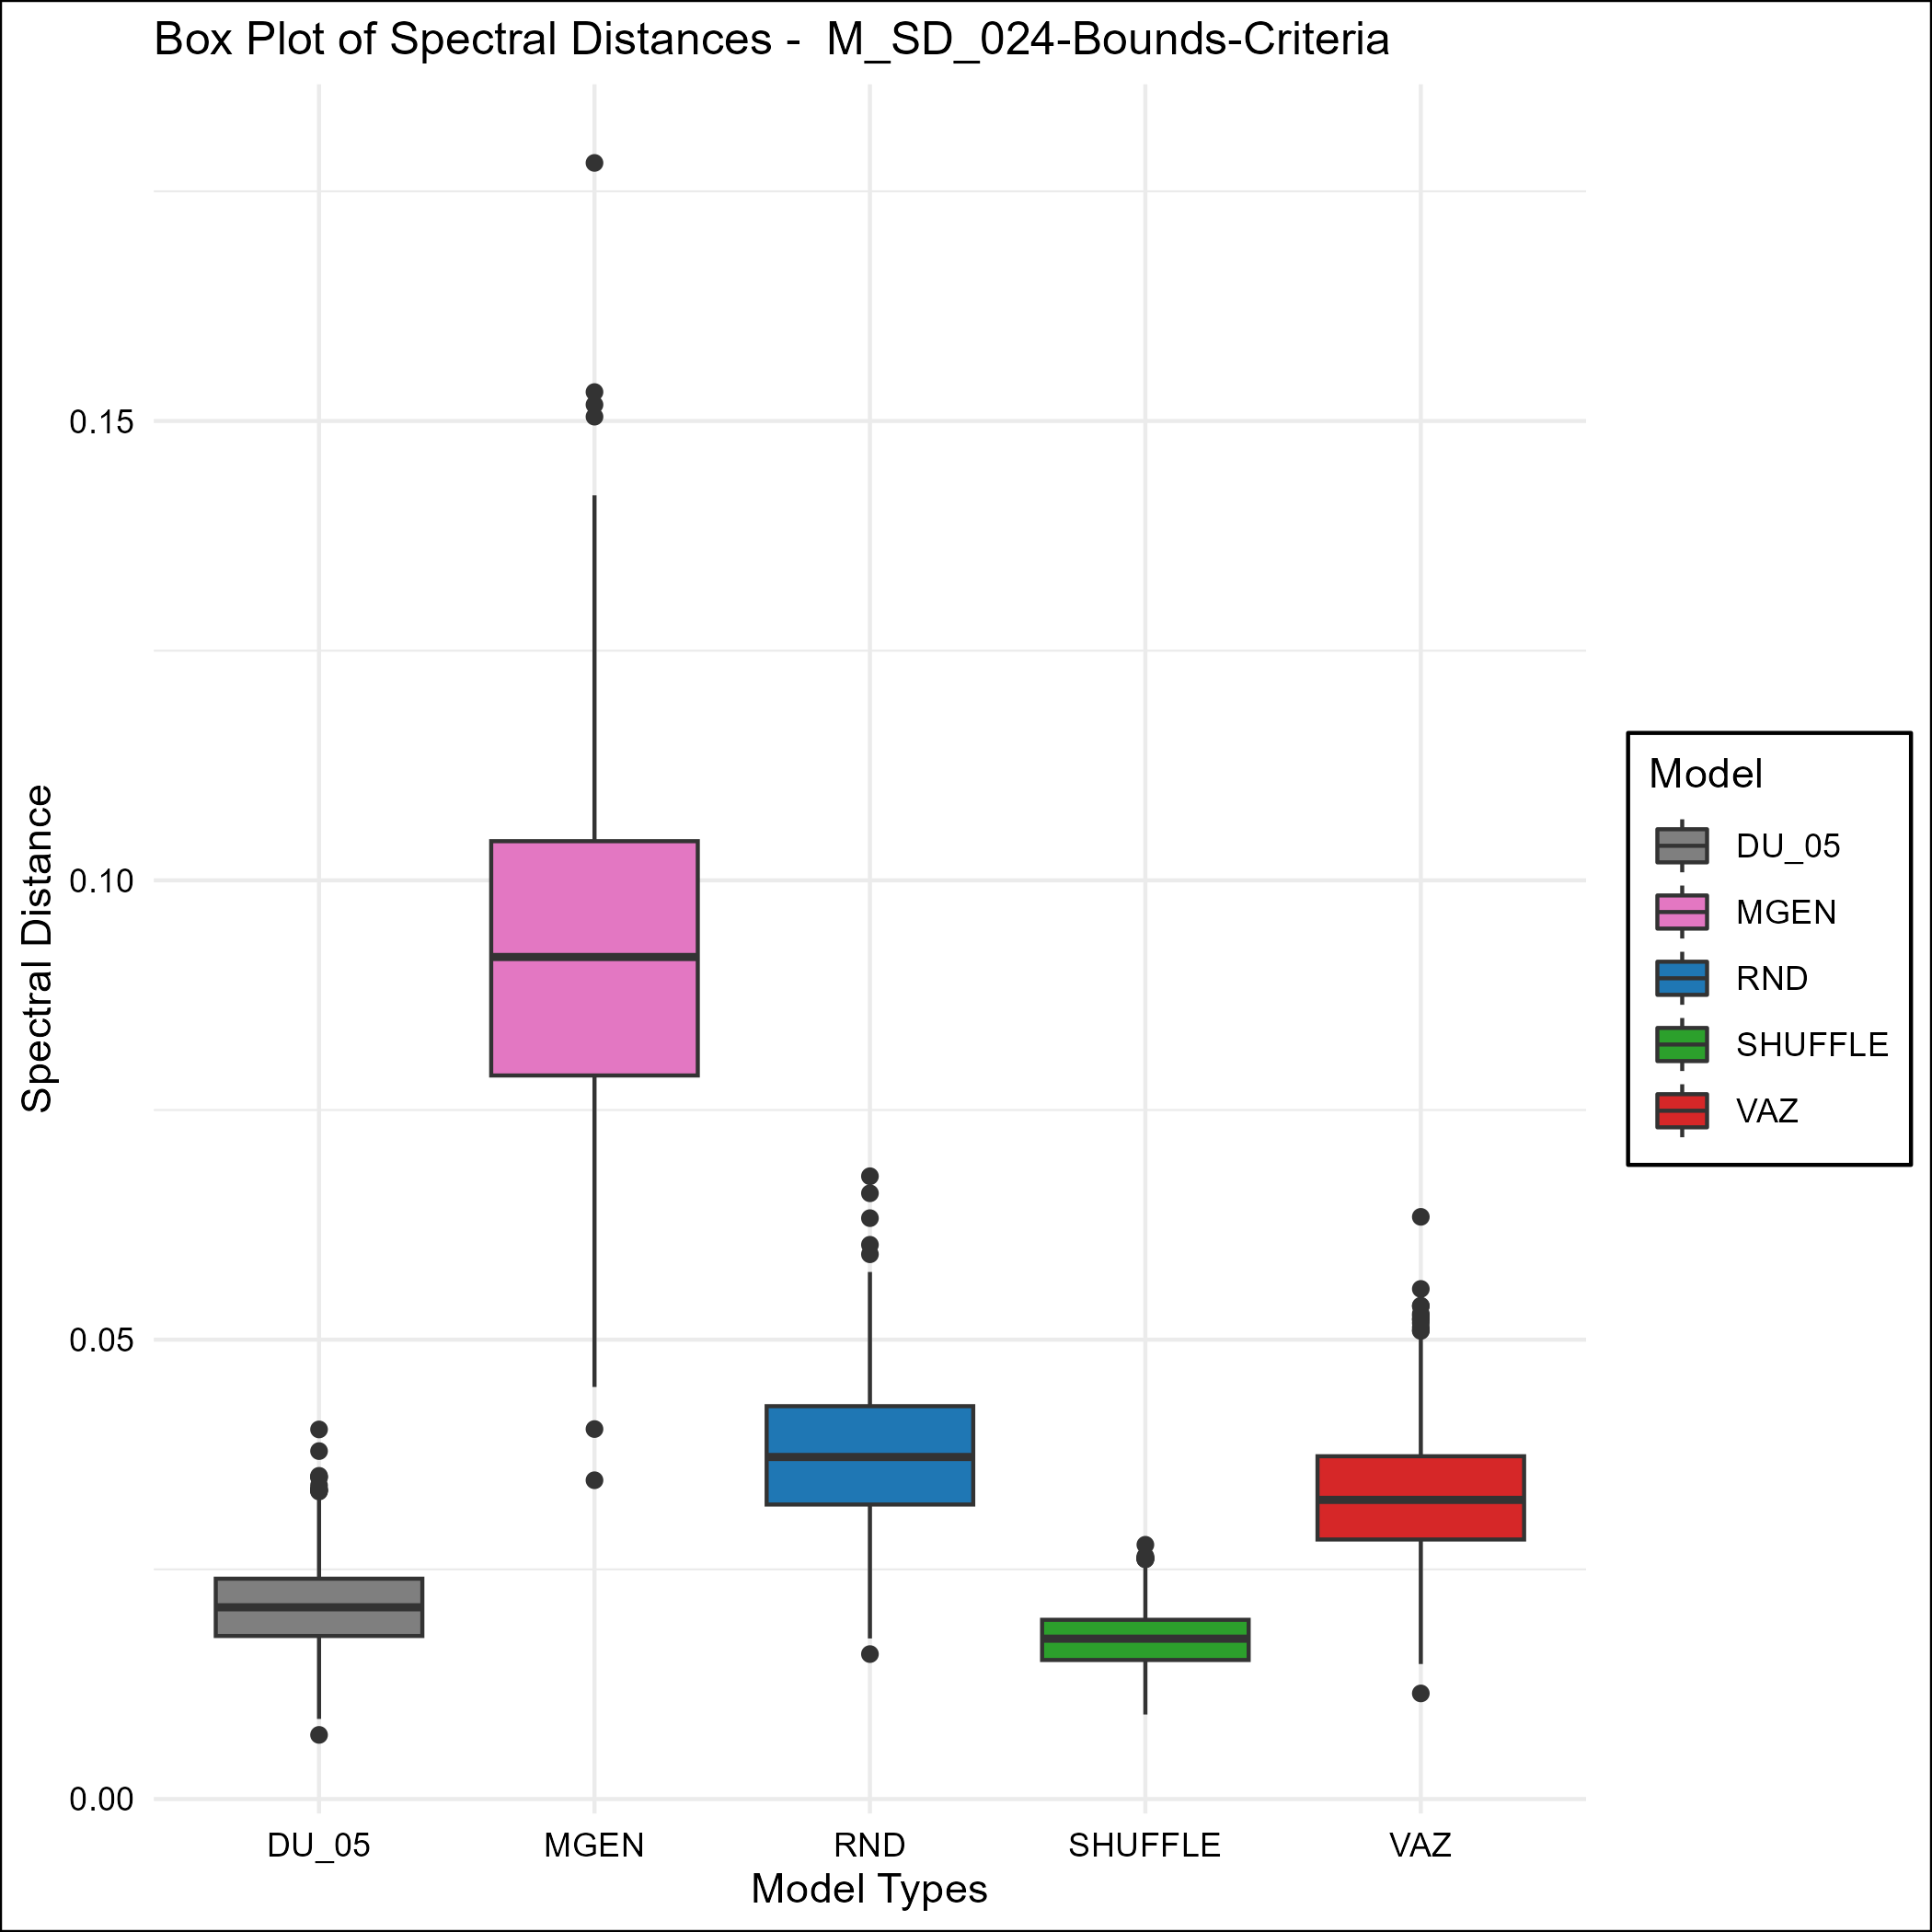 Box Plot of Spectral Distances -  M_SD_024-Bounds-Criteria
Spectral Distance
0.15
0.10
0.05
0.00
DU_05 MGEN RND SHUFFLE VAZ
Model Types
Model
DU_05
MGEN
RND
SHUFFLE
VAZ